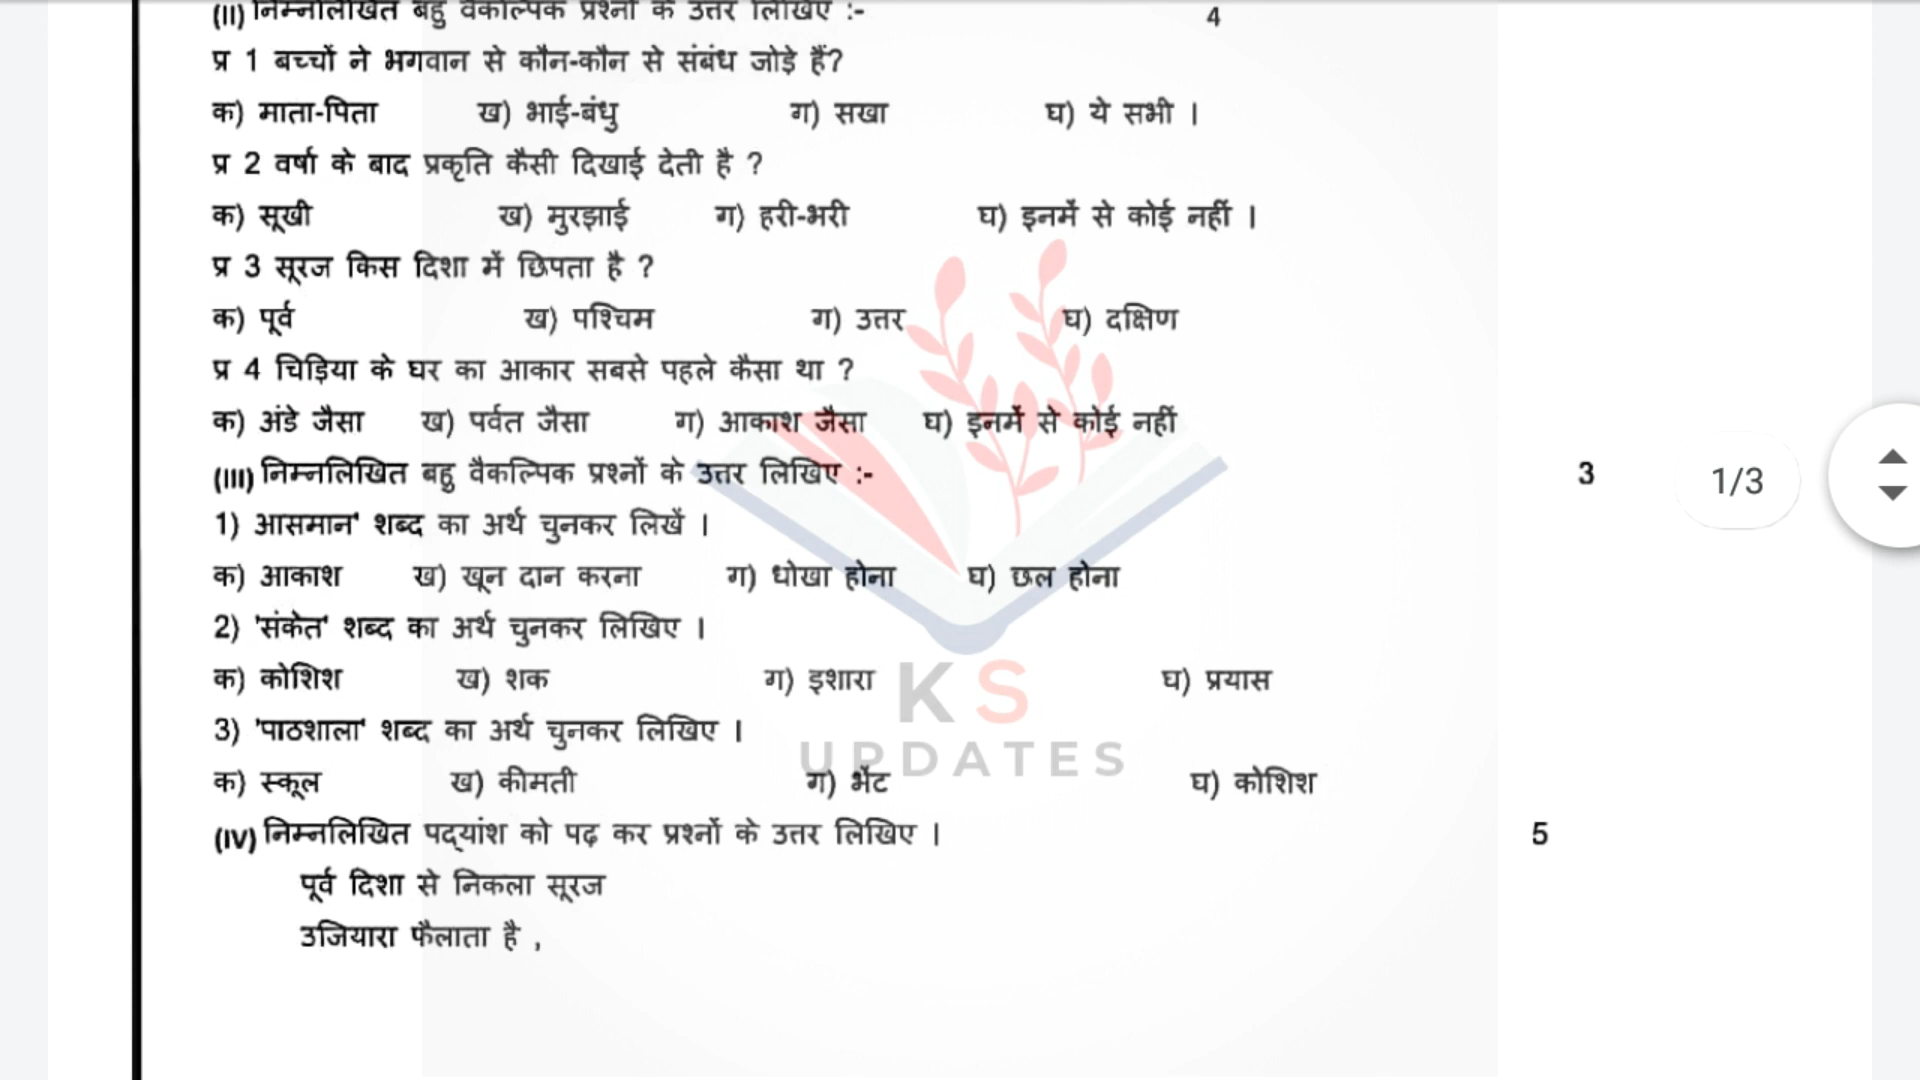 (II) निम्नलिखित बहु वैकल्पिक प्रश्नों के उत्तर लिखिए :- 4
प्र 1 बच्चों ने भगवान से कौन-कौन से संबंध जोड़े हैं?
क) माता-पिता ख) भाई-बंधु ग) सखा घ) ये सभी ।
प्र 2 वर्षा के बाद प्रकृति कैसी दिखाई देती है ?
क) सूखी ख) मुरझाई ग) हरी-भरी घ) इनमें से कोई नहीं ।
प्र 3 सूरज किस दिशा में छिपता है ?
क) पूर्व ख) पश्चिम ग) उत्तर घ) दक्षिण
प्र 4 चिड़िया के घर का आकार सबसे पहले कैसा था ?
क) अंडे जैसा ख) पर्वत जैसा ग) आकाश जैसा घ) इनमें से कोई नहीं
(III) निम्नलिखित बहु वैकल्पिक प्रश्नों के उत्तर लिखिए :- 3
1/3
1) आसमान' शब्द का अर्थ चुनकर लिखें ।
क) आकाश ख) खून दान करना ग) धोखा होना घ) छल होना
2) 'संकेत' शब्द का अर्थ चुनकर लिखिए ।
क) कोशिश ख) शक ग) इशारा घ) प्रयास
KS
3) 'पाठशाला' शब्द का अर्थ चुनकर लिखिए ।
UPDATES
क) स्कूल ख) कीमती ग) भेंट घ) कोशिश
(IV) निम्नलिखित पद्यांश को पढ़ कर प्रश्नों के उत्तर लिखिए । 5
पूर्व दिशा से निकला सूरज
उजियारा फैलाता है ,